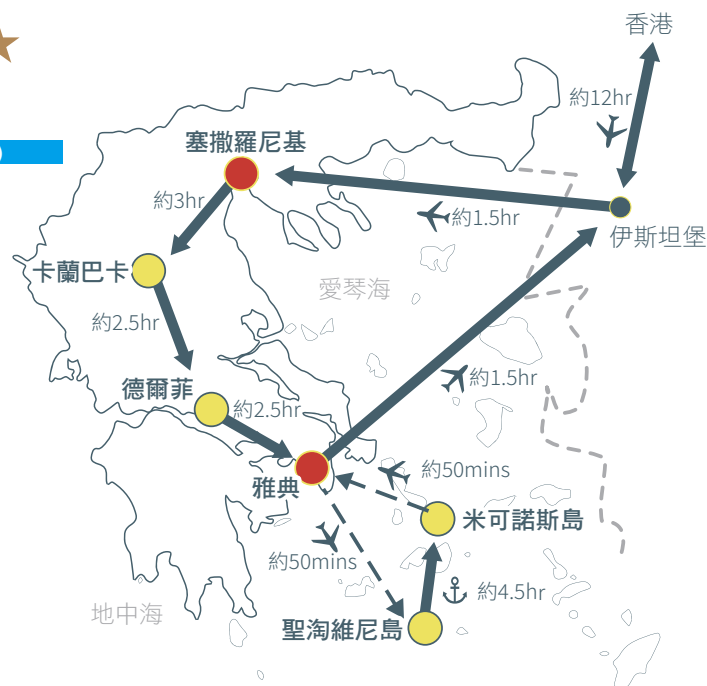 香港
約12hr
塞撒羅尼基
約3hr
約1.5hr
伊斯坦堡
卡蘭巴卡
愛琴海
約2.5hr
約1.5hr
德爾菲
約2.5hr
約50mins
雅典
米可諾斯島
約50mins
約4.5hr
地中海
聖淘維尼島